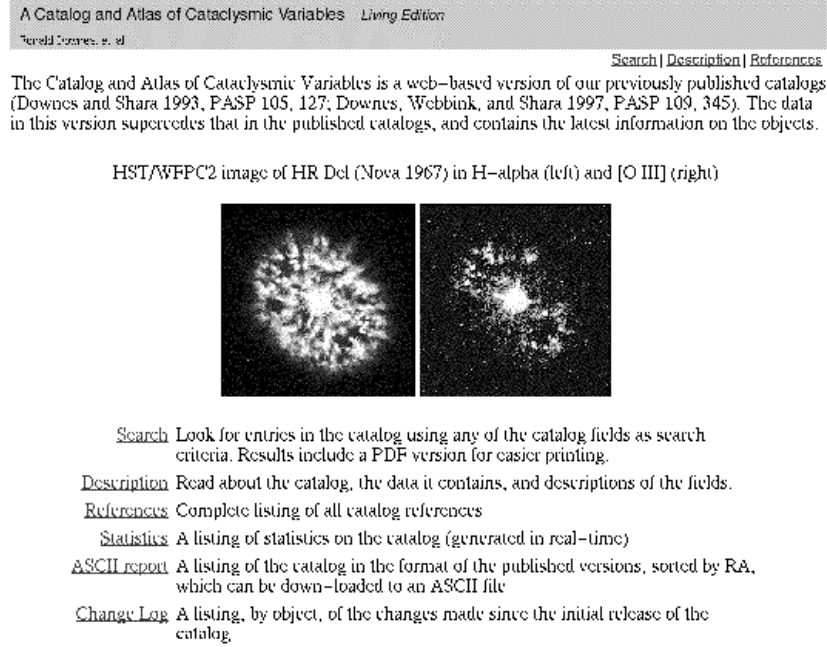 A Catalog and Atlas of Cataclysmic Variables Living Edition
Ronald Downes, et al
Search | Description | References
The Catalog and Atlas of Cataclysmic Variables is a web-based version of our previously published catalogs
(Downes and Shara 1993, PASP 105, 127; Downes, Webbink, and Shara 1997, PASP 109, 345). The data
in this version supercedes that in the published catalogs, and contains the latest information on the objects.
HST/WFPC2 image of HR Del (Nova 1967) in H-alpha (left) and [O III] (right)
Search Look for entries in the catalog using any of the catalog fields as search
criteria. Results include a PDF version for easier printing.
Description Read about the catalog, the data it contains, and descriptions of the fields.
References Complete listing of all catalog references
Statistics A listing of statistics on the catalog (generated in real-time)
ASCII report A listing of the catalog in the format of the published versions, sorted by RA,
which can be down-loaded to an ASCII file
Change Log A listing, by object, of the changes made since the initial release of the
catalog